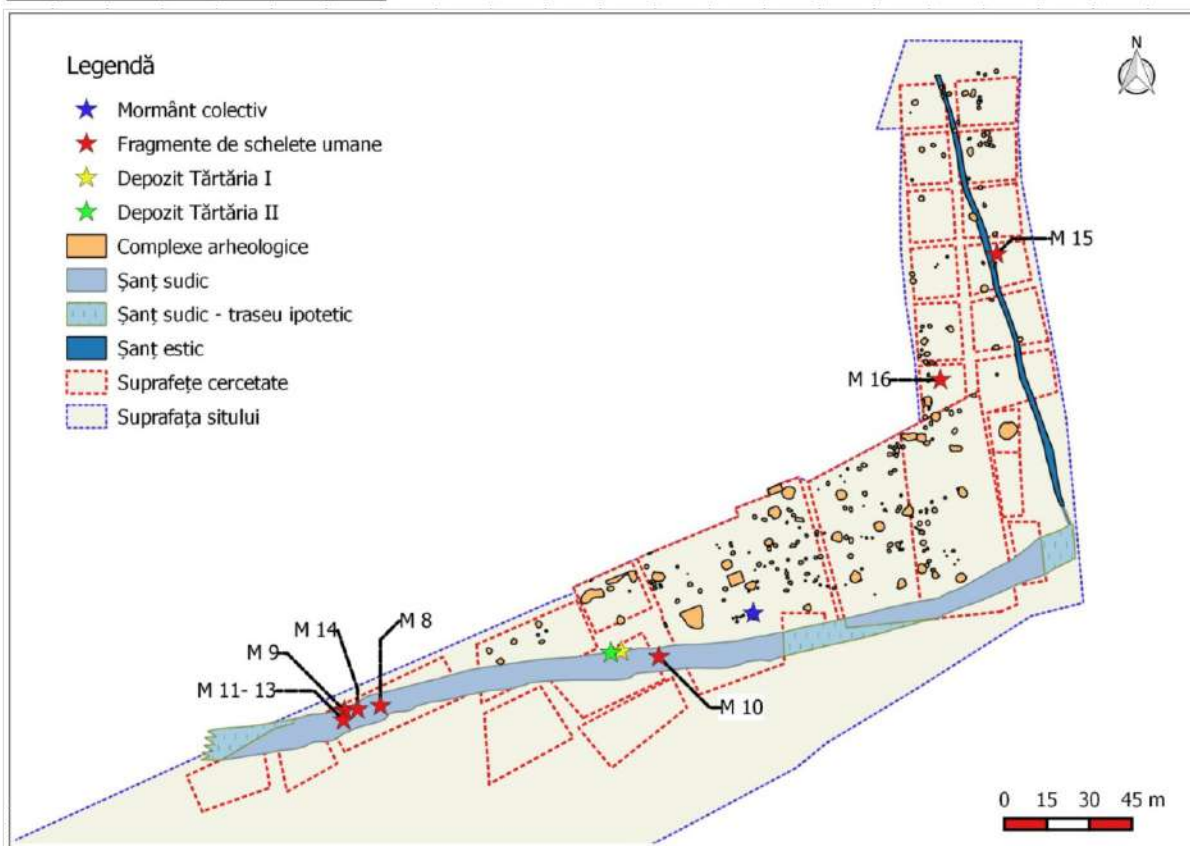 Legendă
Mormânt colectiv
Fragmente de schelete umane
Depozit Tărtăria I
Depozit Tărtăria II
Complexe arheologice
Șanț sudic
Șanț sudic - traseu ipotetic
Șanț estic
Suprafețe cercetate
Suprafața sitului
N
M 15
M 16
M 8
M 14
M 9
M 11- 13
M 10
0 15 30 45 m